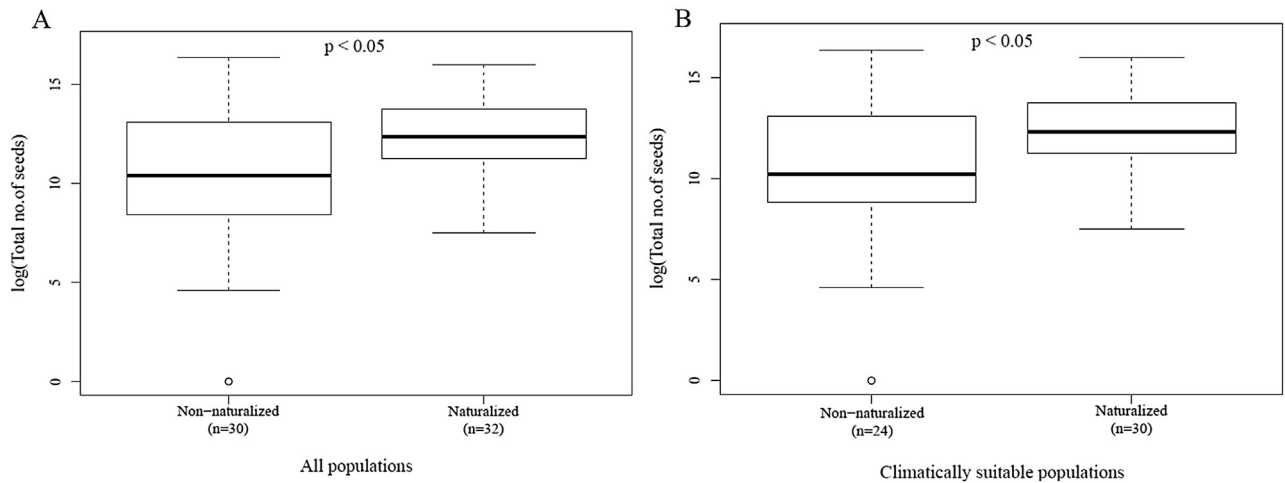 A
p < 0.05
log(Total no.of seeds)
15
10
5
0
Non-naturalized
(n=30)
Naturalized
(n=32)
All populations
B
p < 0.05
log(Total no.of seeds)
15
10
5
0
Non-naturalized
(n=24)
Naturalized
(n=30)
Climatically suitable populations